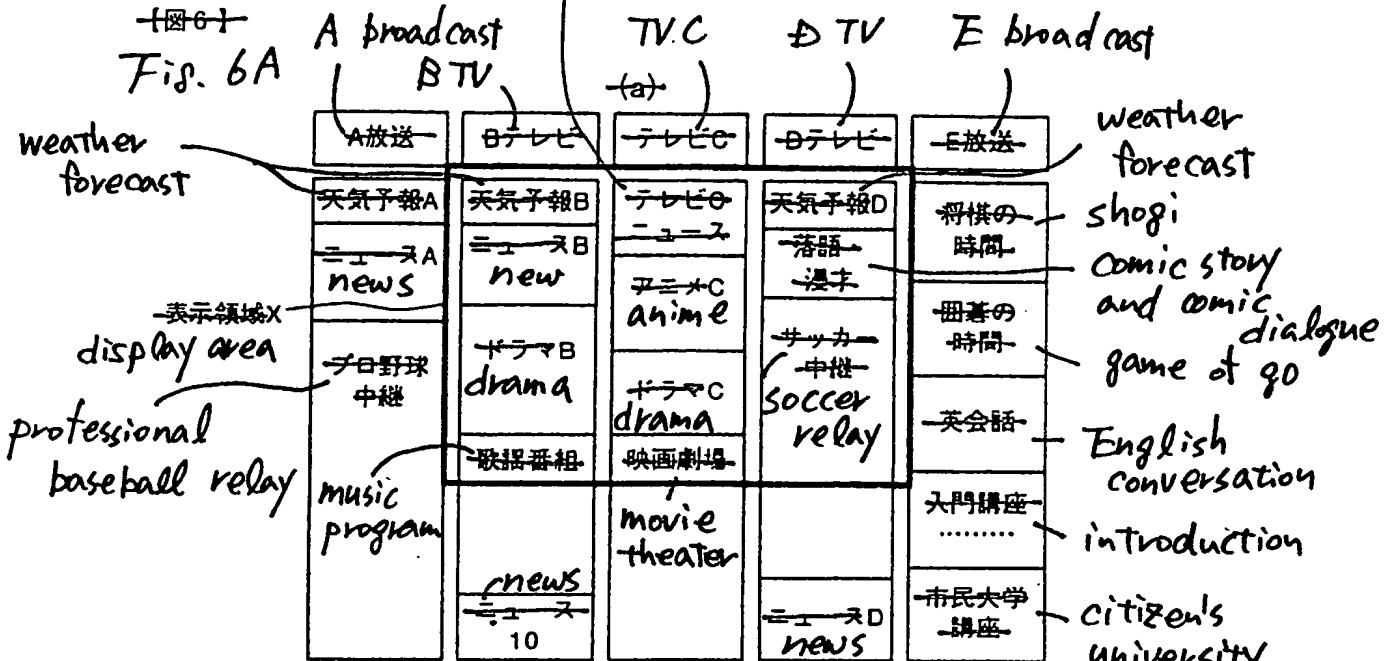 【図6】
Fig. 6A
A broadcast
B TV
(a)
TV.C
D TV
E broadcast
weather
forecast
A放送
Bテレビ
テレビC
Dテレビ
E放送
weather
forecast
天気予報A
ニュースA
news
表示領域X
display area
プロ野球
中継
professional
baseball relay
天気予報B
ニュースB
new
ドラマB
drama
歌謡番組
music
program
news
ニュース
10
テレビC
ニュース
アニメC
anime
ドラマC
drama
映画劇場
movie
theater
天気予報D
落語
漫才
サッカー
中継
soccer
relay
ニュースD
news
将棋の
時間
shogi
comic story
and comic
dialogue
囲碁の
時間
game of go
英会話
English
conversation
入門講座
.........
introduction
市民大学
講座
citizen's
university